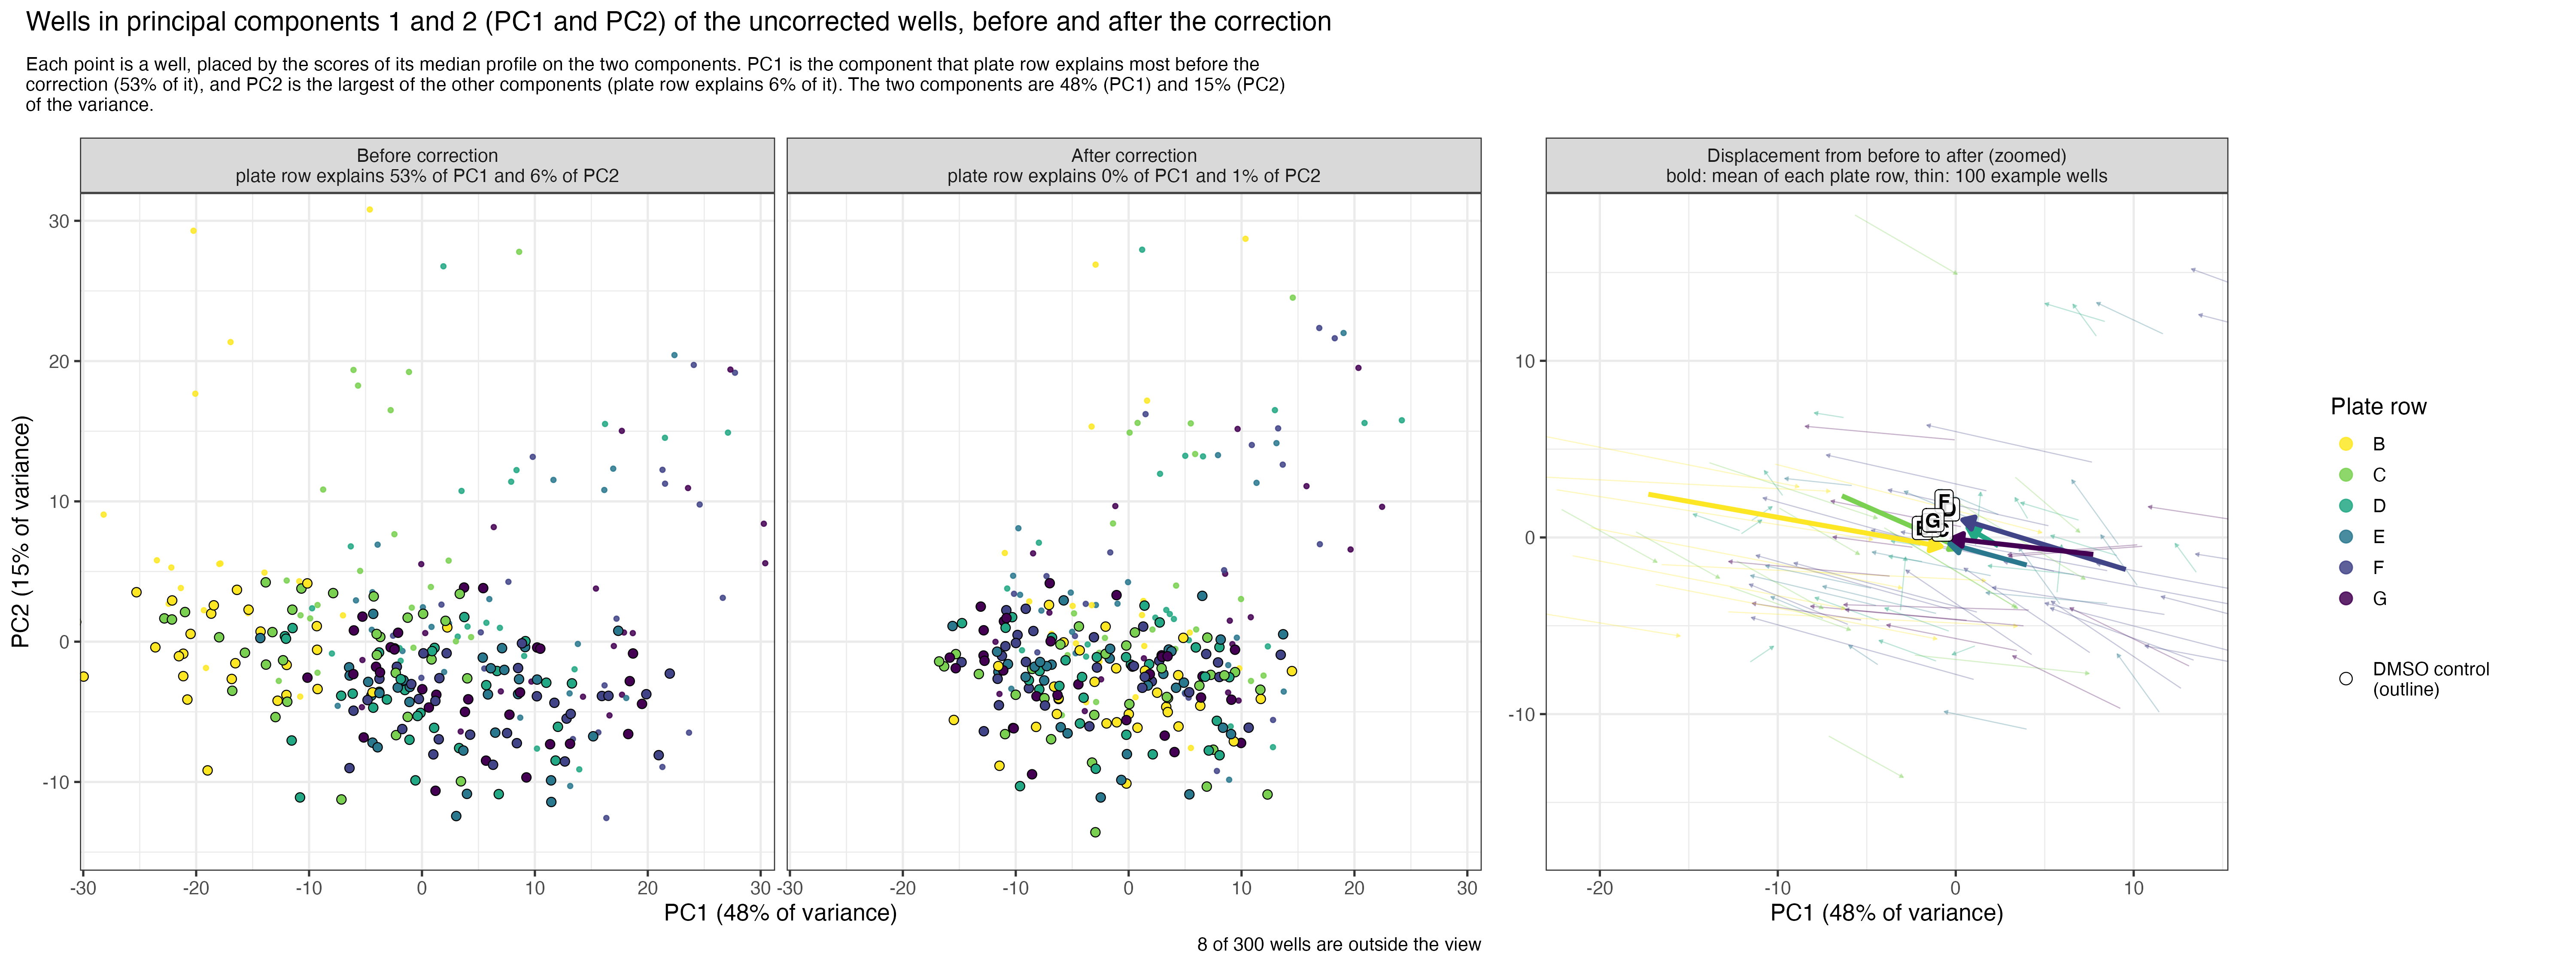 Wells in principal components 1 and 2 (PC1 and PC2) of the uncorrected wells, before and after the correction
Each point is a well, placed by the scores of its median profile on the two components. PC1 is the component that plate row explains most before the
correction (53% of it), and PC2 is the largest of the other components (plate row explains 6% of it). The two components are 48% (PC1) and 15% (PC2)
of the variance.
Before correction
plate row explains 53% of PC1 and 6% of PC2
After correction
plate row explains 0% of PC1 and 1% of PC2
Displacement from before to after (zoomed)
bold: mean of each plate row, thin: 100 example wells
PC2 (15% of variance)
30
20
10
0
-10
-30
-20
-10
0
10
20
30
-30
-20
-10
0
10
20
30
PC1 (48% of variance)
8 of 300 wells are outside the view
10
0
-10
F
G
-20
-10
0
10
PC1 (48% of variance)
Plate row
B
C
D
E
F
G
DMSO control
(outline)